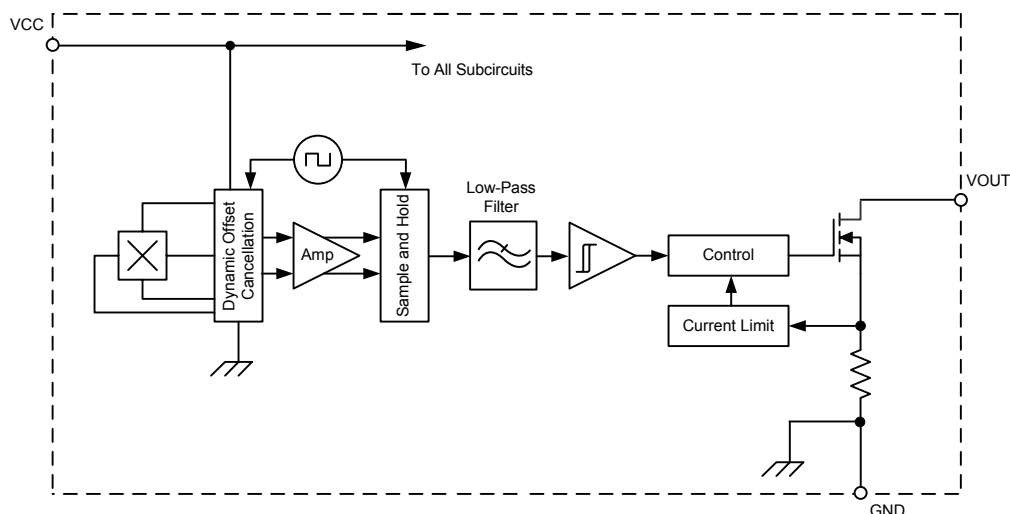 VCC
To All Subcircuits
Dynamic Offset
Cancellation
Amp
Sample and Hold
Low-Pass
Filter
Control
Current Limit
VOUT
GND